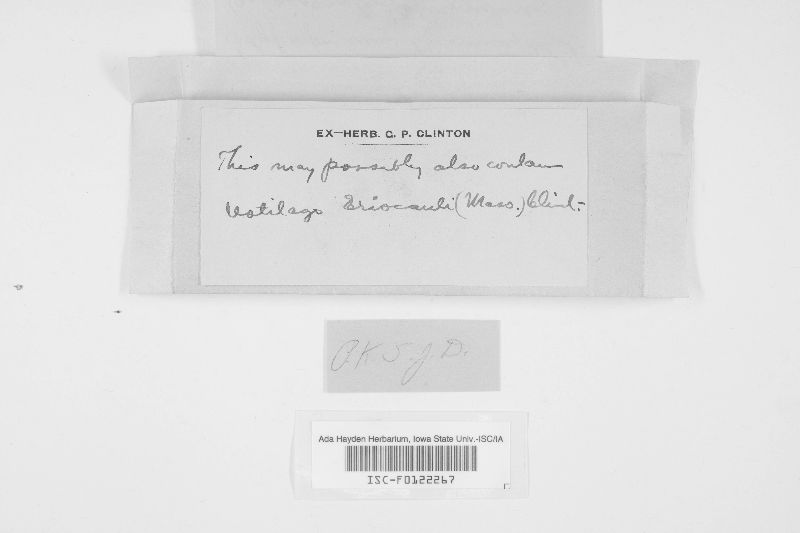 EX-HERB. G. P. CLINTON
This may possibly also contain
Ustilago Eriocauli (Mass.) Clint.
O.K. S. J. D.
Ada Hayden Herbarium, Iowa State Univ.-ISC/IA
ISC-F0122267